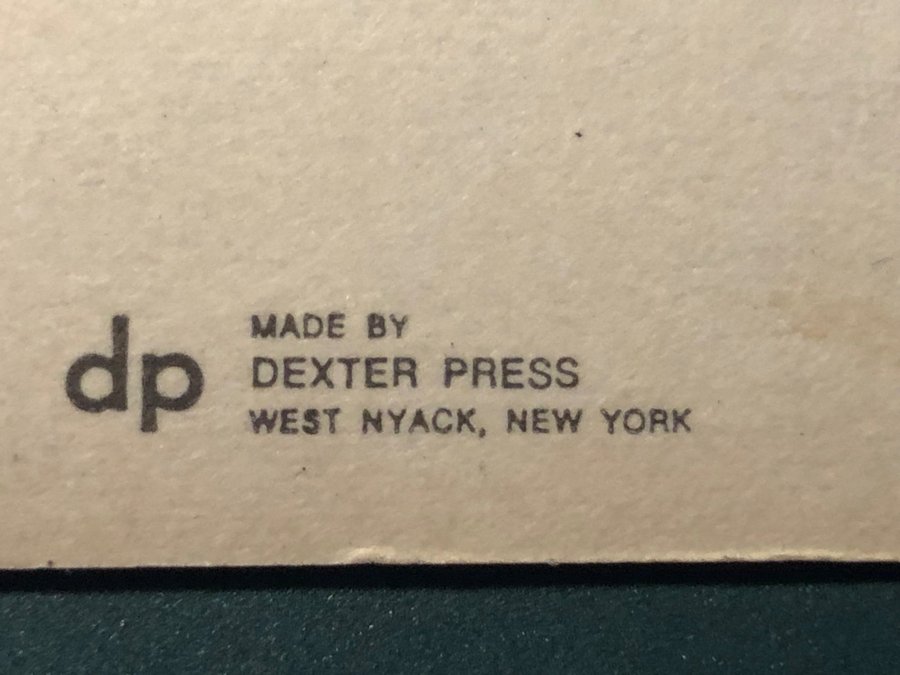 dp
MADE BY
DEXTER PRESS
WEST NYACK, NEW YORK